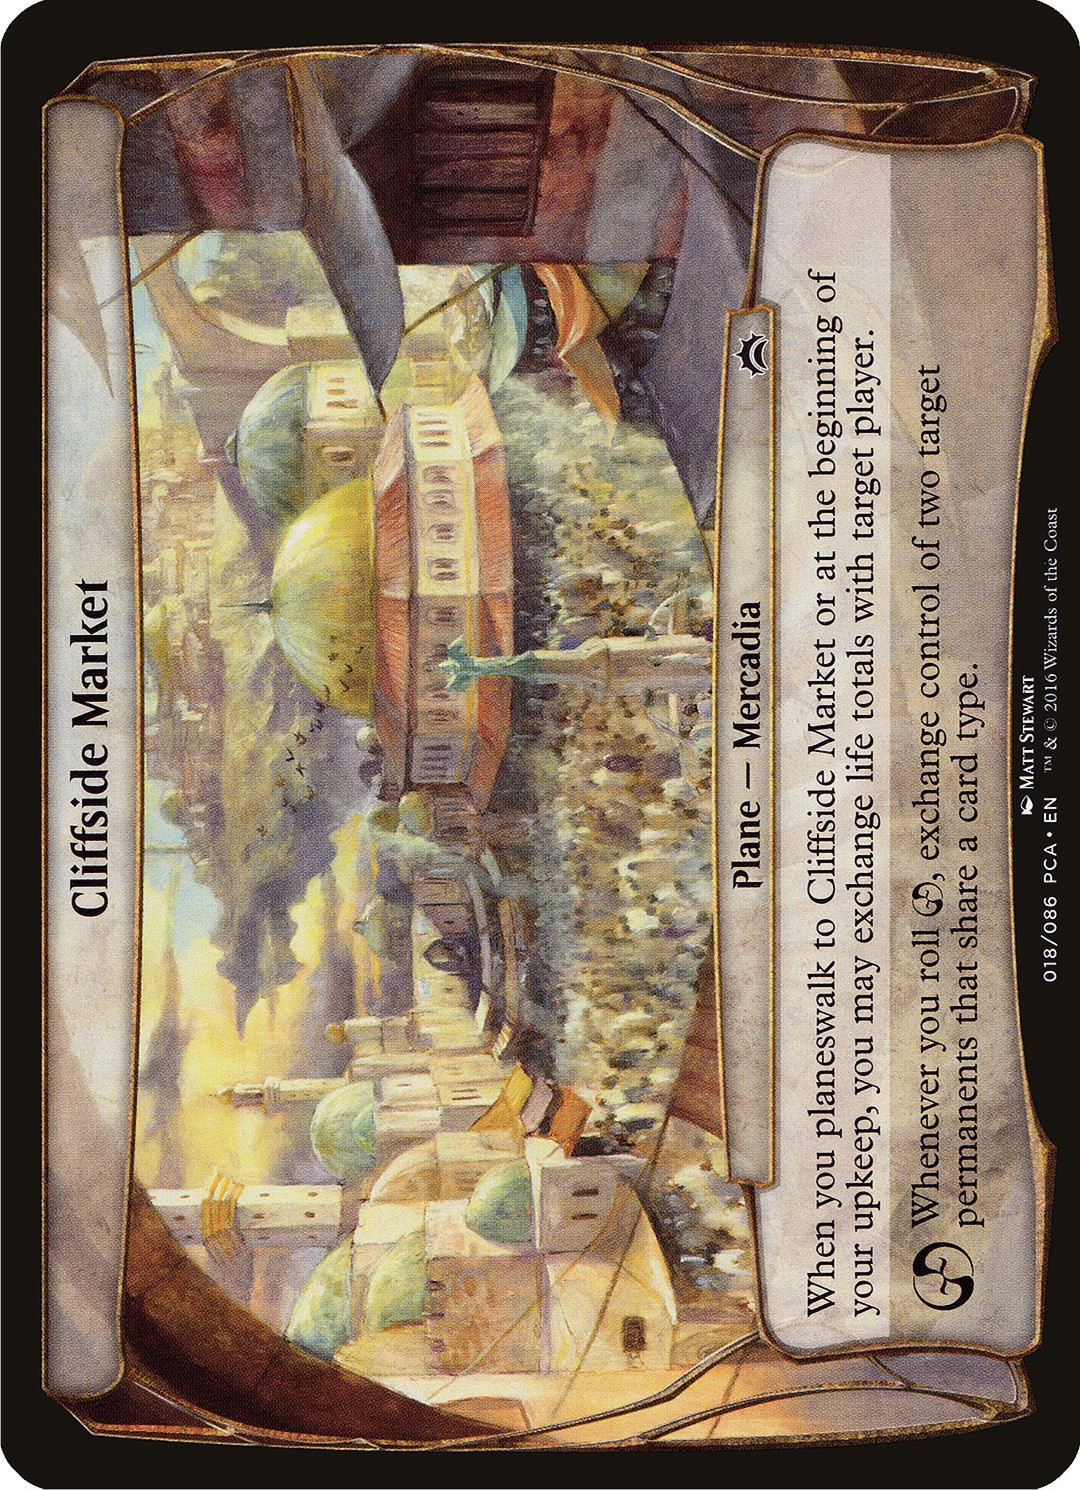 Cliffside Market
Plane — Mercadia
When you planeswalk to Cliffside Market or at the beginning of
your upkeep, you may exchange life totals with target player.
Whenever you roll , exchange control of two target
permanents that share a card type.
MATT STEWART
018/086 PCA • EN ™ & © 2016 Wizards of the Coast